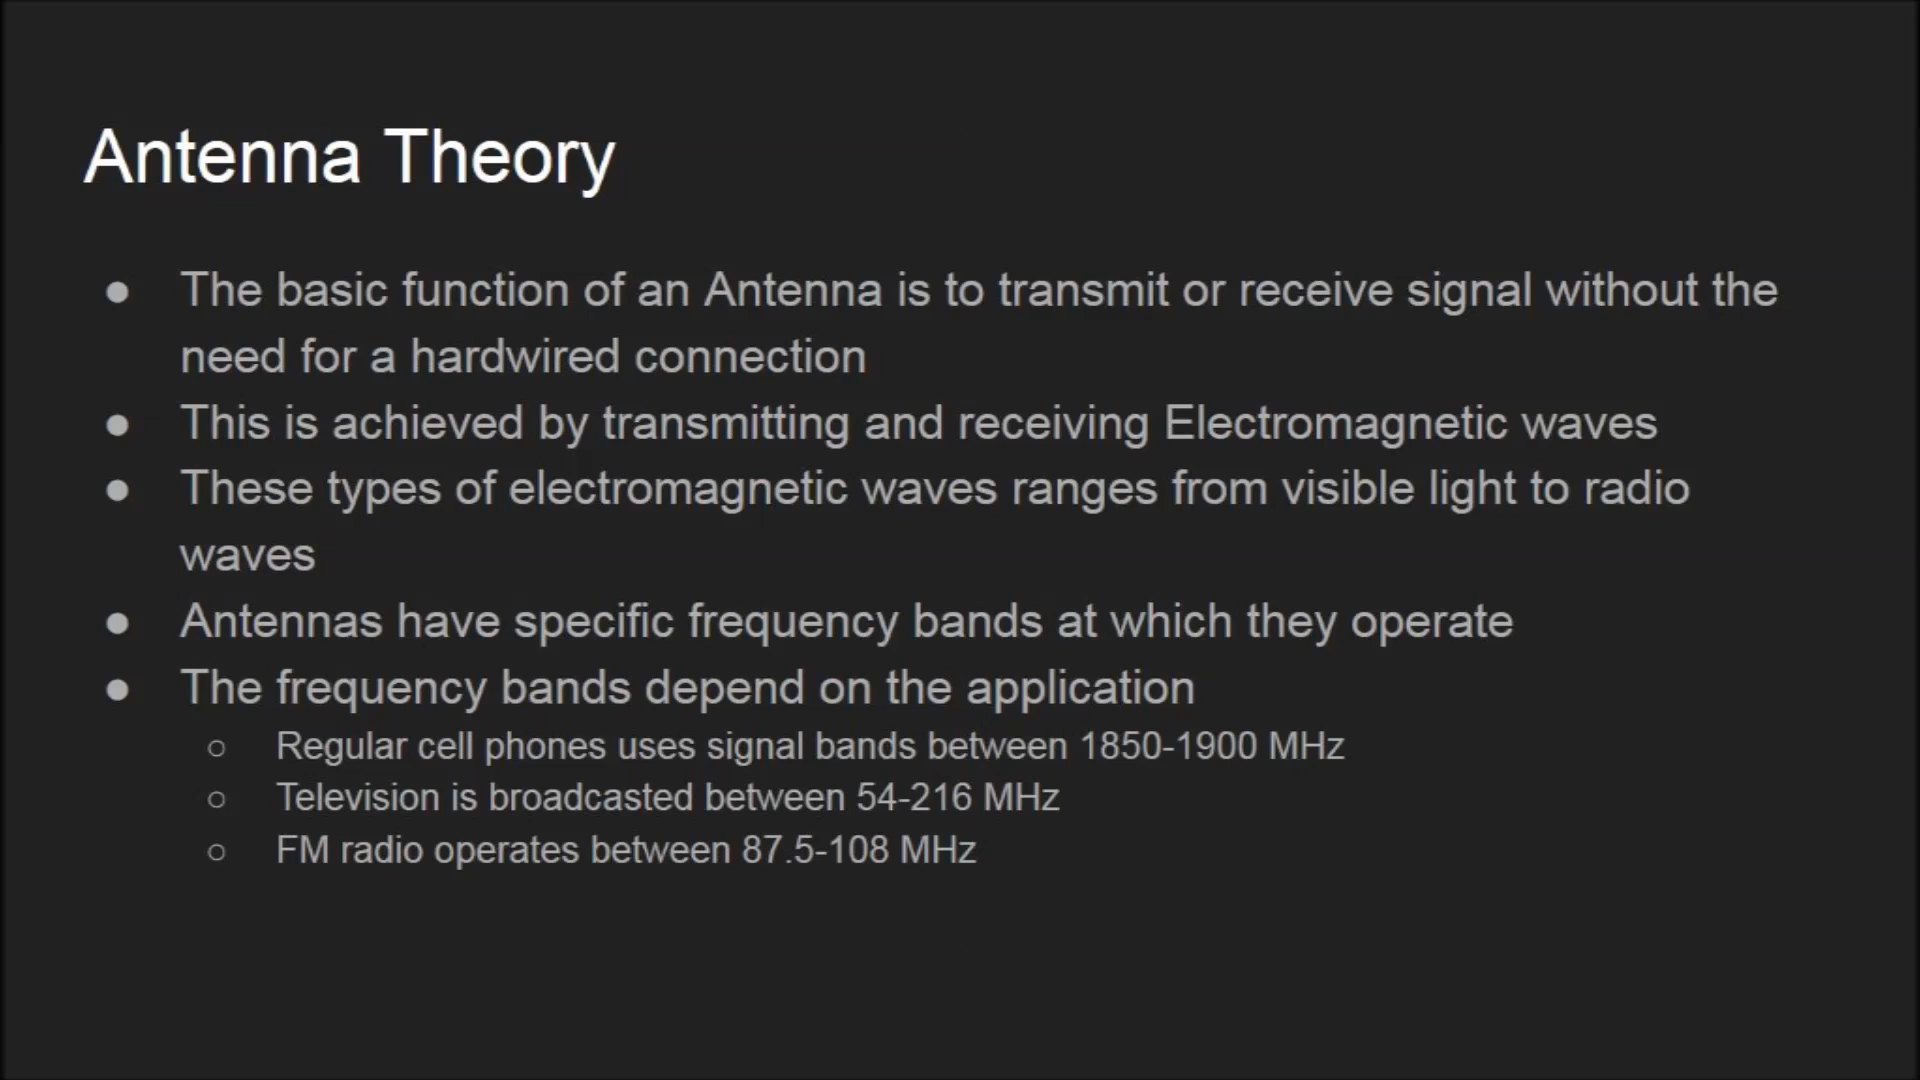 Antenna Theory
● The basic function of an Antenna is to transmit or receive signal without the
need for a hardwired connection
● This is achieved by transmitting and receiving Electromagnetic waves
● These types of electromagnetic waves ranges from visible light to radio
waves
● Antennas have specific frequency bands at which they operate
● The frequency bands depend on the application
○ Regular cell phones uses signal bands between 1850-1900 MHz
○ Television is broadcasted between 54-216 MHz
○ FM radio operates between 87.5-108 MHz